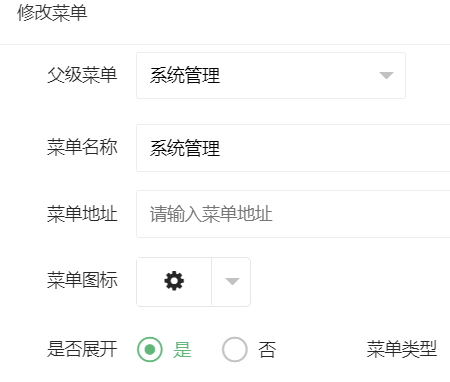 修改菜单
父级菜单 系统管理
菜单名称 系统管理
菜单地址 请输入菜单地址
菜单图标
是否展开 是 否 菜单类型